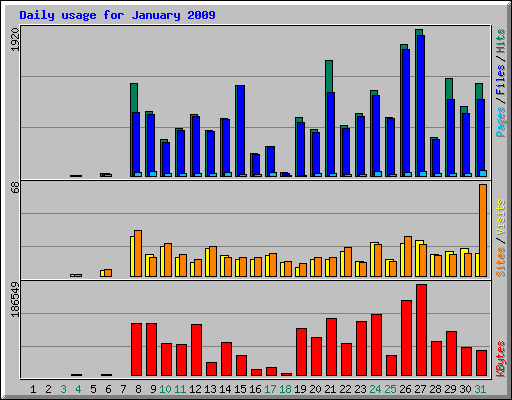 Daily usage for January 2009
1920
Pages / Files / Hits
68
Sites / Visits
186549
KBytes
1 2 3 4 5 6 7 8 9 10 11 12 13 14 15 16 17 18 19 20 21 22 23 24 25 26 27 28 29 30 31